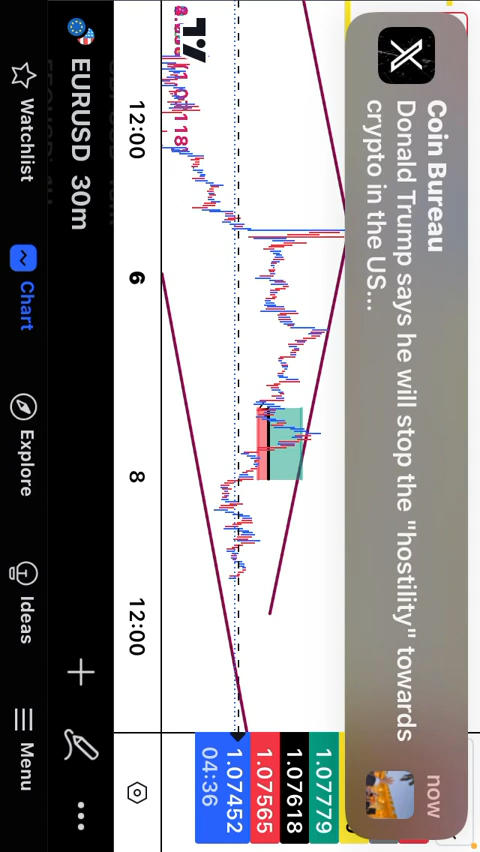 Coin Bureau
now
Donald Trump says he will stop the "hostility" towards
crypto in the US...
1.07779
1.07618
1.07565
1.07452
04:36
12:00
6
8
12:00
EURUSD 30m
Watchlist
Chart
Explore
Ideas
Menu